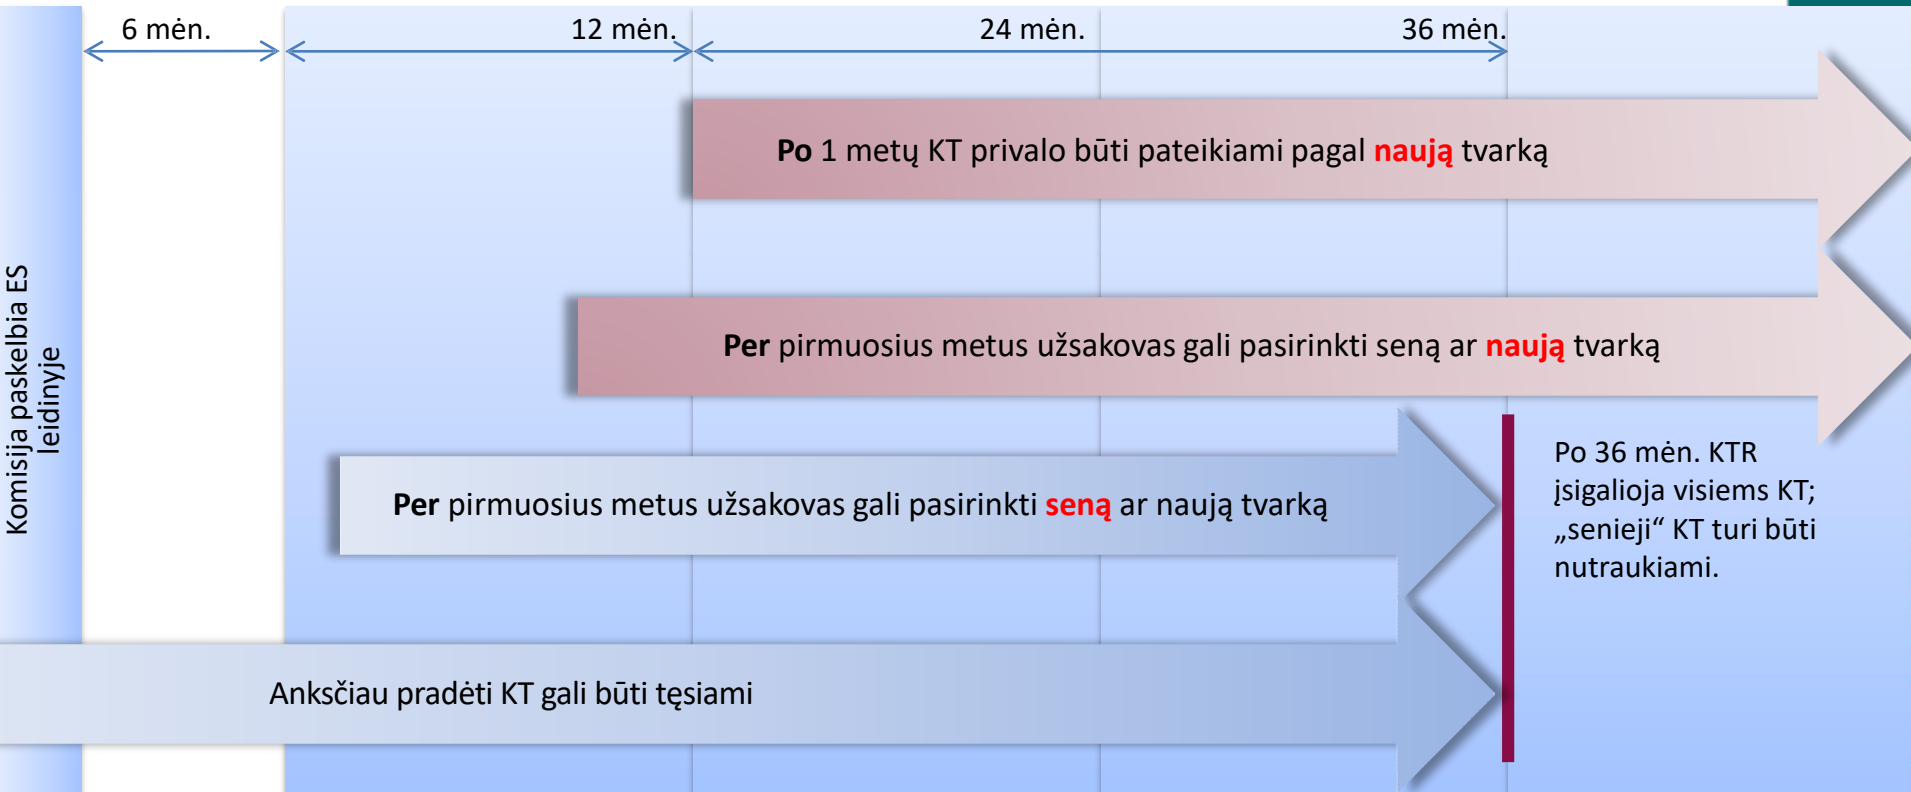 6 mėn.
12 mėn.
24 mėn.
36 mėn.
Komisija paskelbia ES
leidinyje
Po 1 metų KT privalo būti pateikiami pagal naują tvarką
Per pirmuosius metus užsakovas gali pasirinkti seną ar naują tvarką
Per pirmuosius metus užsakovas gali pasirinkti seną ar naują tvarką
Po 36 mėn. KTR
įsigalioja visiems KT;
„senieji“ KT turi būti
nutraukiami.
Anksčiau pradėti KT gali būti tęsiami